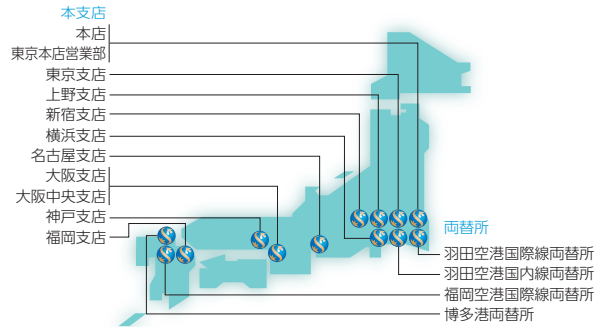 本支店
本店
東京本店営業部
東京支店
上野支店
新宿支店
横浜支店
名古屋支店
大阪支店
大阪中央支店
神戸支店
福岡支店
両替所
羽田空港国際線両替所
羽田空港国内線両替所
福岡空港国際線両替所
博多港両替所